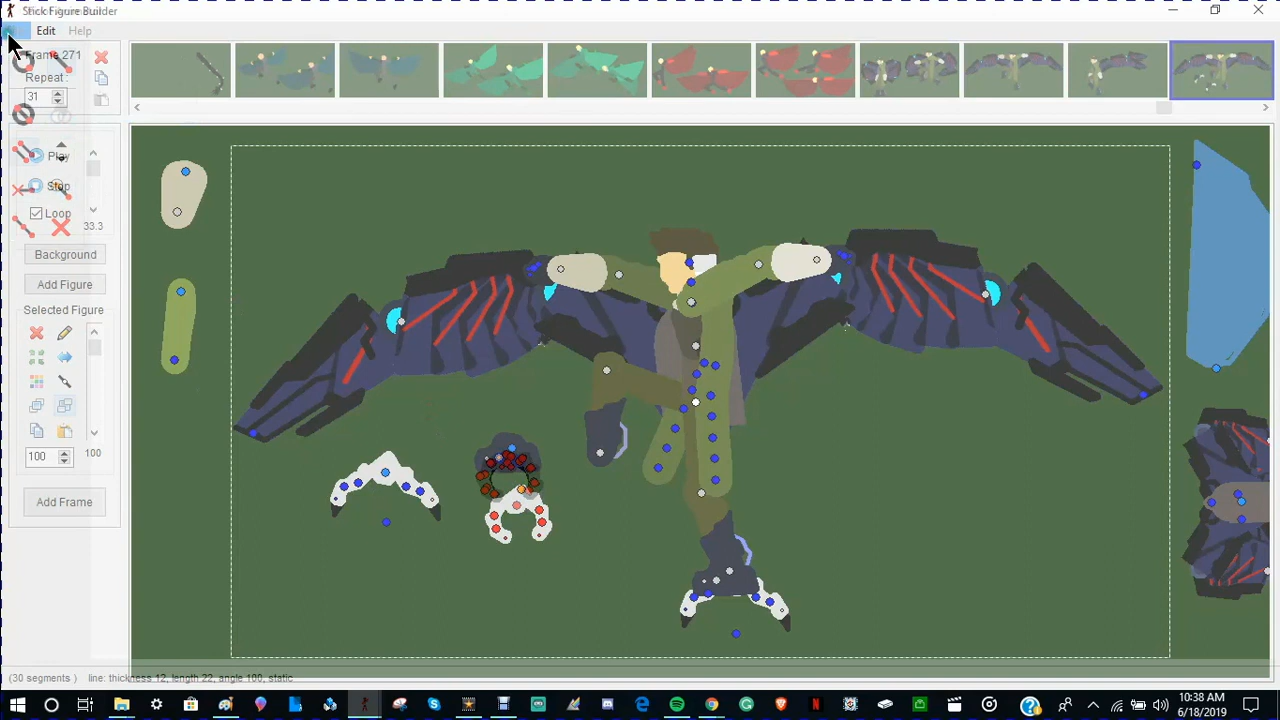 Stick Figure Builder
Edit Help
Frame 271
Repeat :
31
Play
Stop
Loop 33.3
Background
Add Figure
Selected Figure
100 100
Add Frame
(30 segments ) line: thickness 12, length 22, angle 100, static
10:38 AM
6/18/2019